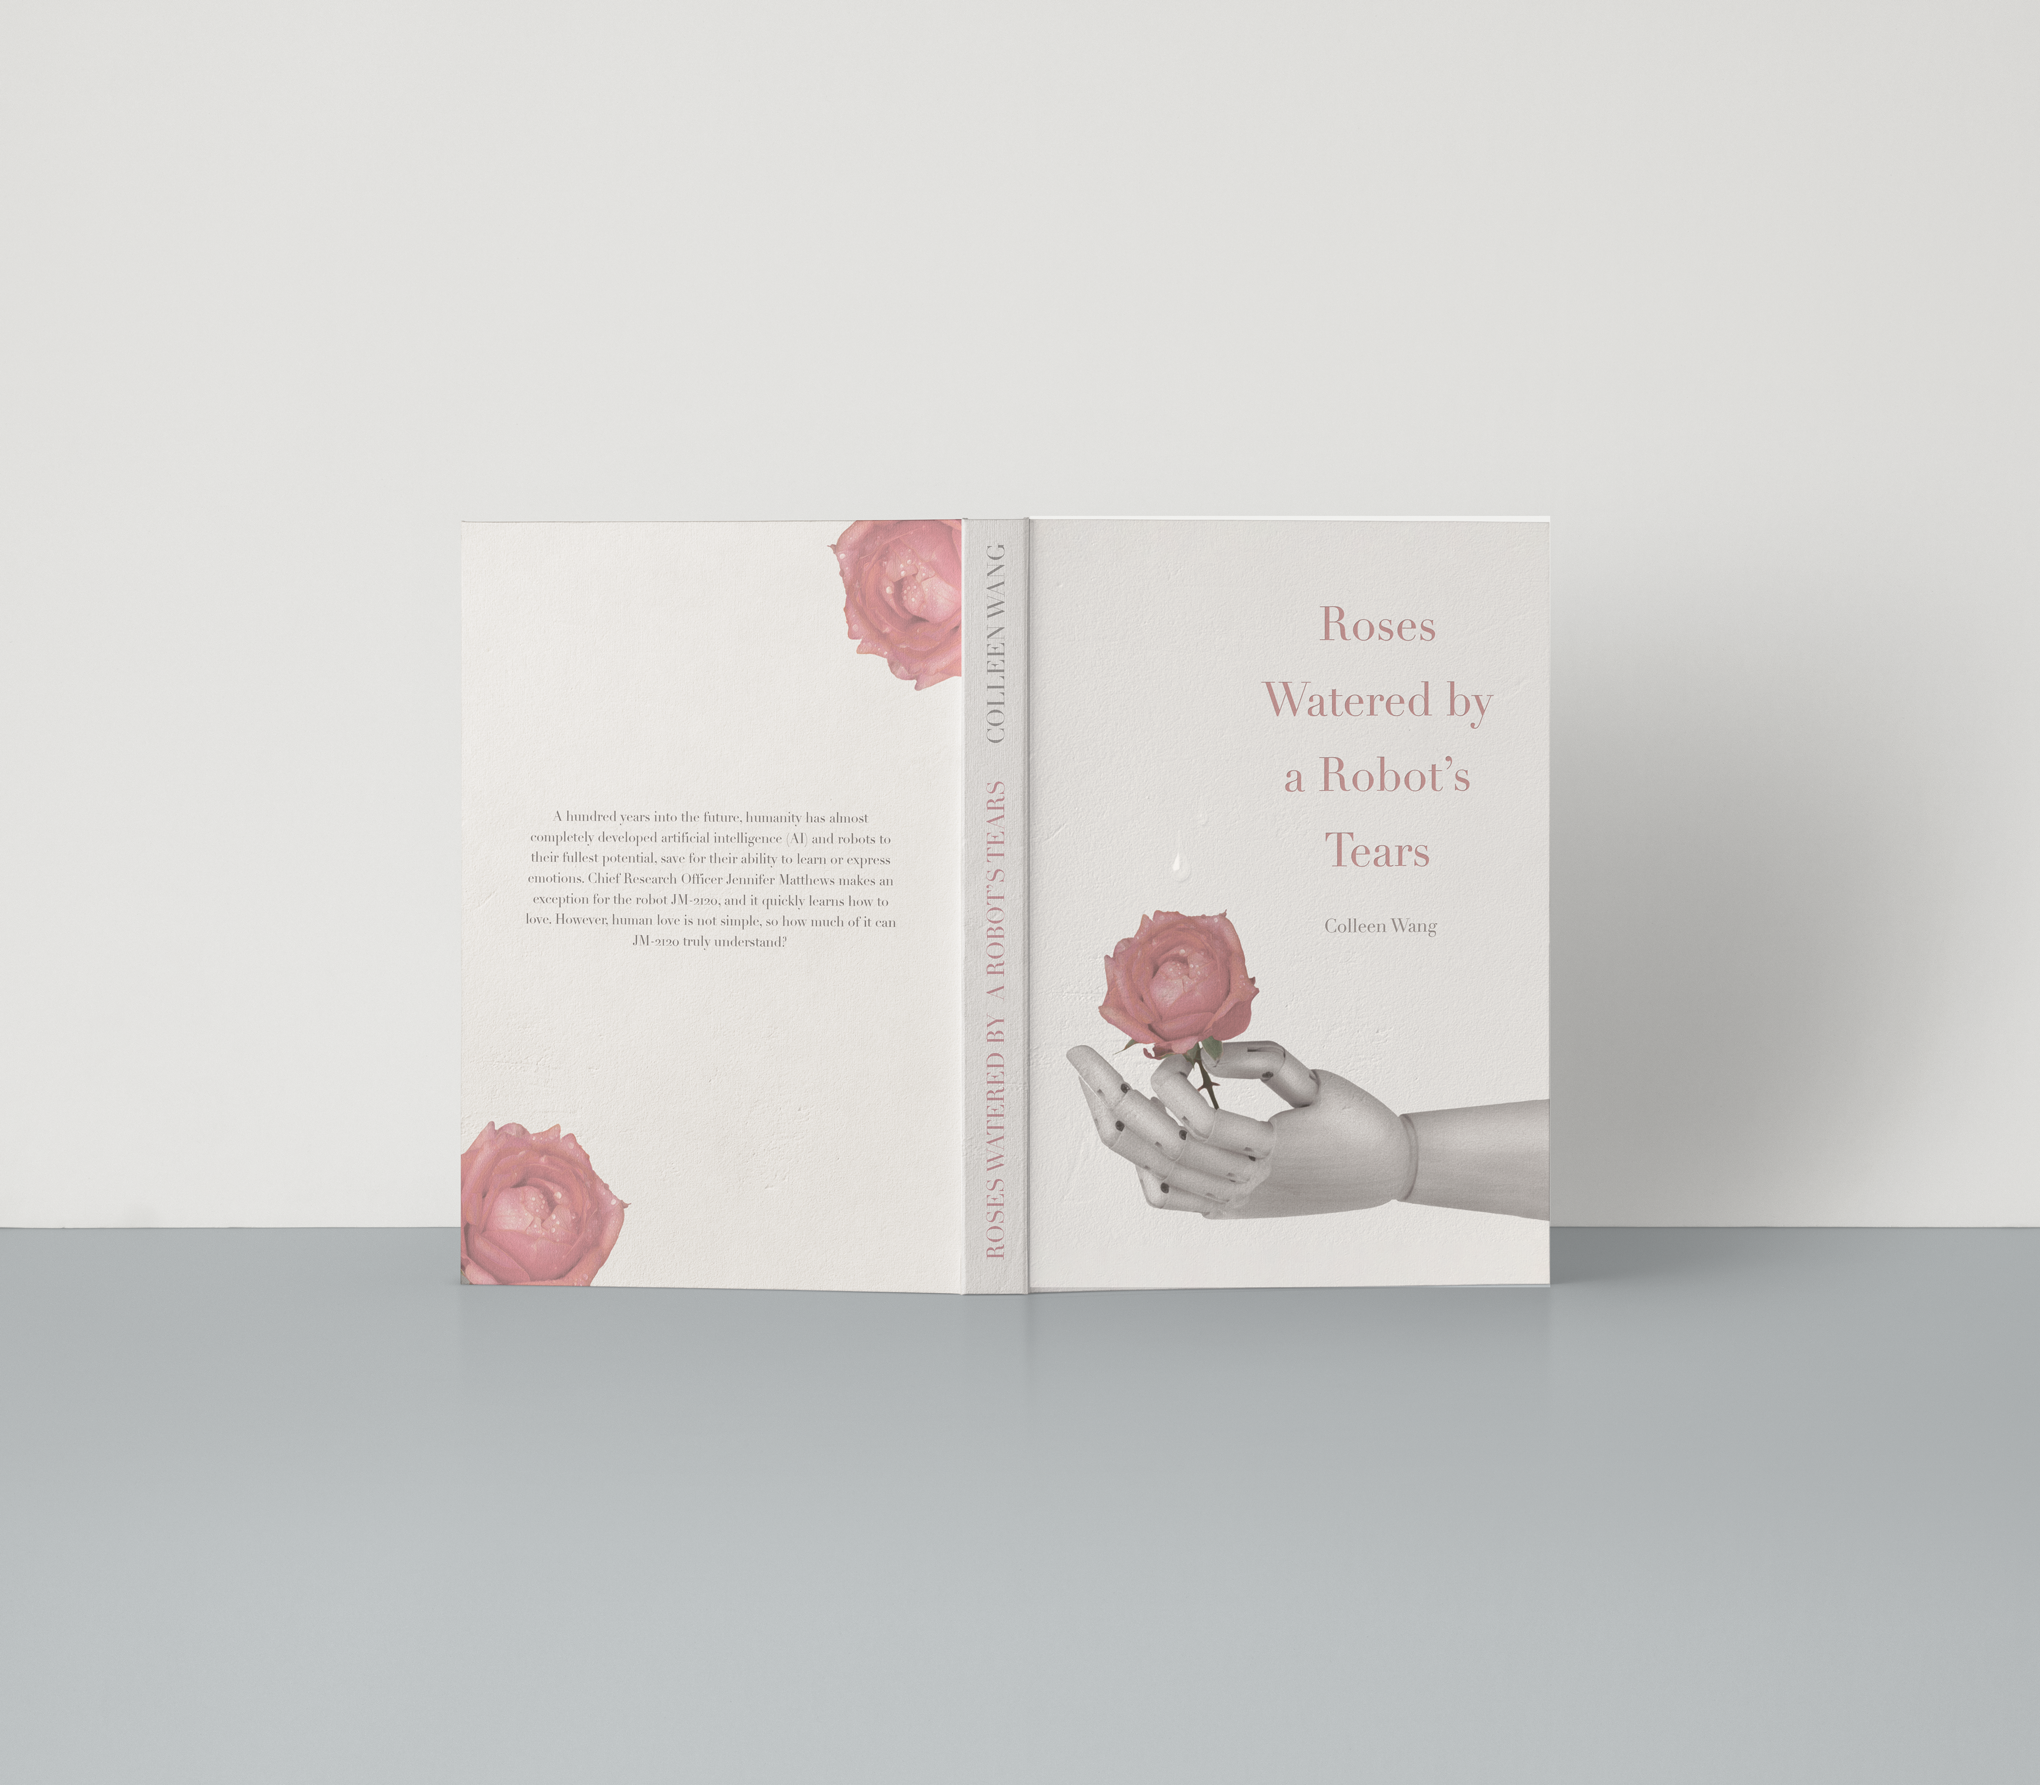 A hundred years into the future, humanity has almost
completely developed artificial intelligence (AI) and robots to
their fullest potential, save for their ability to learn or express
emotions. Chief Research Officer Jennifer Matthews makes an
exception for the robot JM-2120, and it quickly learns how to
love. However, human love is not simple, so how much of it can
JM-2120 truly understand?
ROSES WATERED BY A ROBOT'S TEARS COLLEEN WANG
Roses
Watered by
a Robot’s
Tears
Colleen Wang